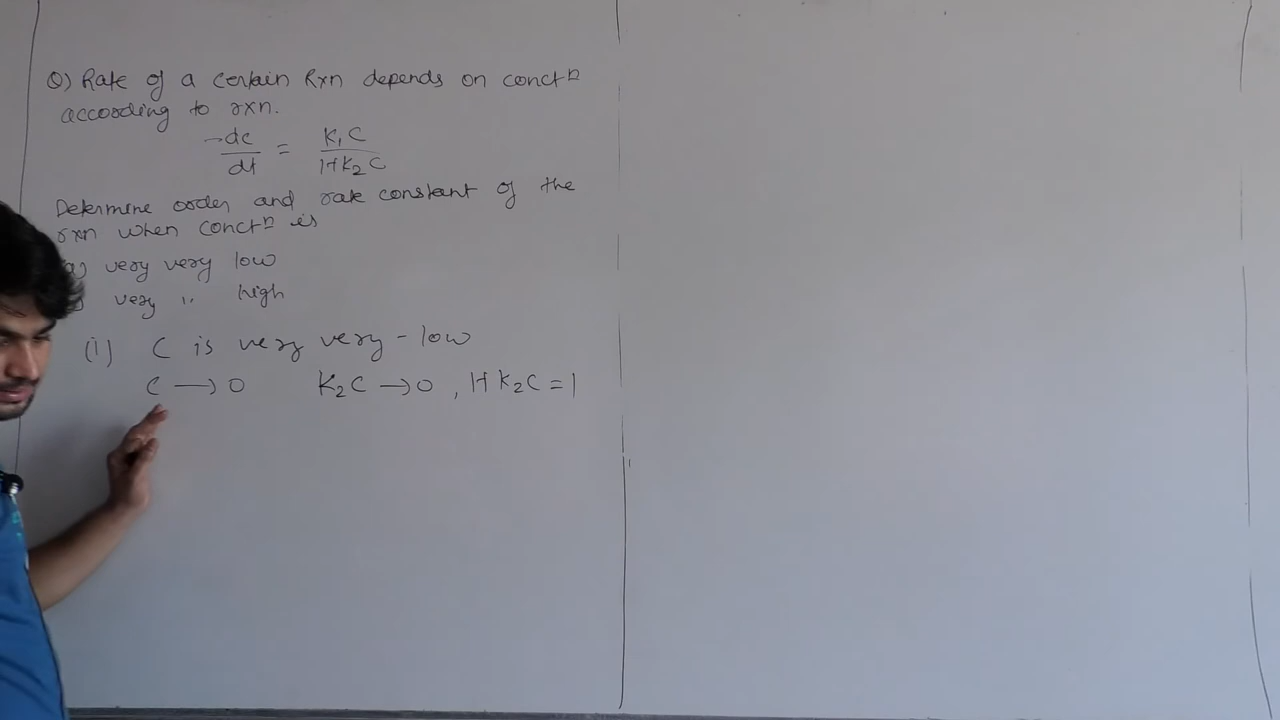 Q) Rate of a certain Rxn depends on conctn
according to rxn.
-dc/dt = K1C/1+K2C
Determine order and rate constant of the
rxn when conctn is
a) very very low
very " high
(i) C is very very - low
C → 0 K2C → 0 , 1+K2C = 1